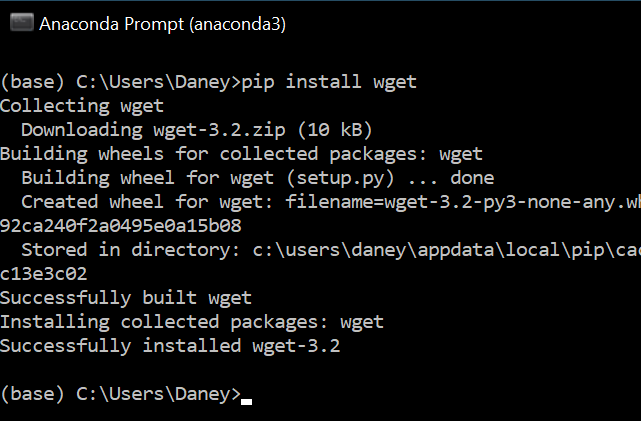 Anaconda Prompt (anaconda3)
(base) C:\Users\Daney>pip install wget
Collecting wget
  Downloading wget-3.2.zip (10 kB)
Building wheels for collected packages: wget
  Building wheel for wget (setup.py) ... done
  Created wheel for wget: filename=wget-3.2-py3-none-any.wh
92ca240f2a0495e0a15b08
  Stored in directory: c:\users\daney\appdata\local\pip\cac
c13e3c02
Successfully built wget
Installing collected packages: wget
Successfully installed wget-3.2
(base) C:\Users\Daney>